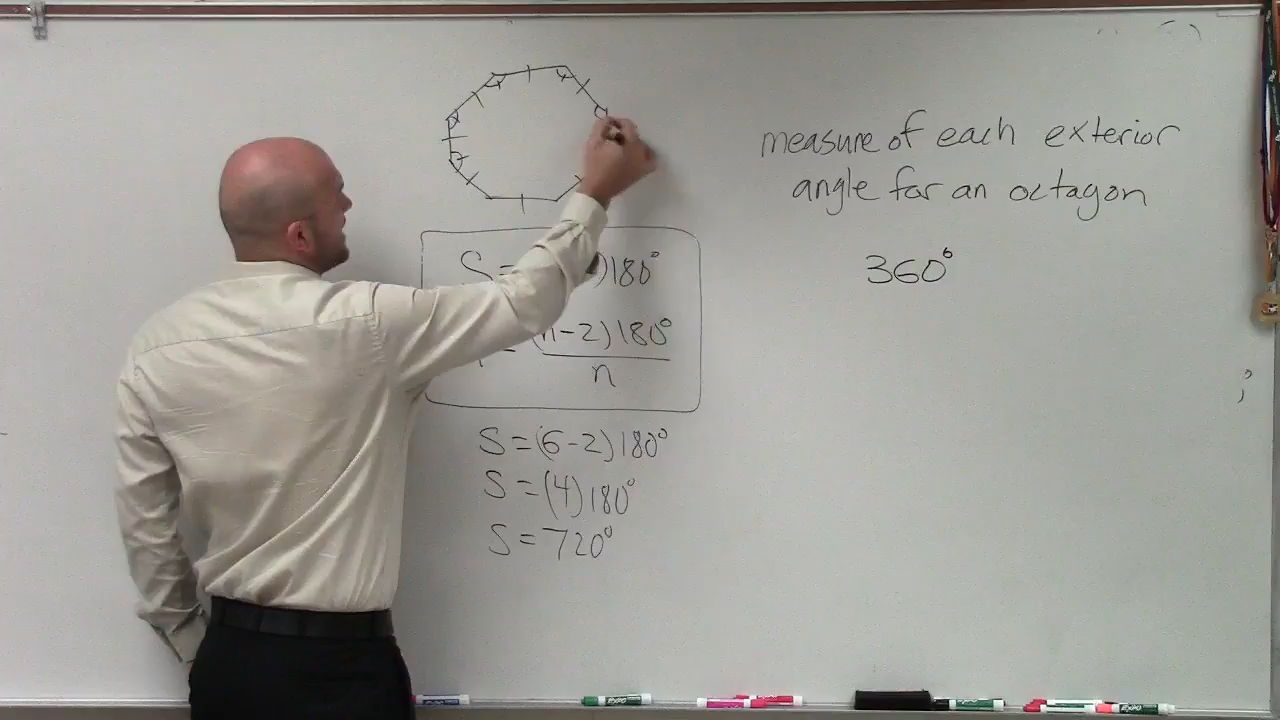 measure of each exterior
angle for an octagon
360°
S = )180°
(n-2)180°
n
S = (6-2)180°
S = (4)180°
S = 720°